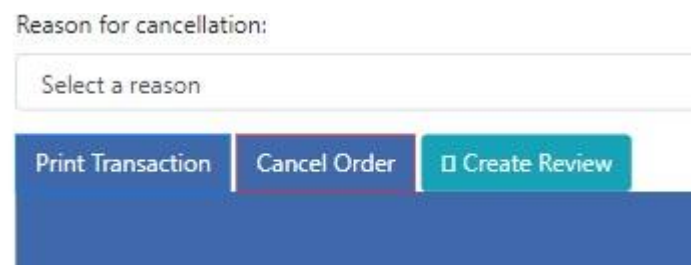 Reason for cancellation:
Select a reason
Print Transaction Cancel Order Create Review